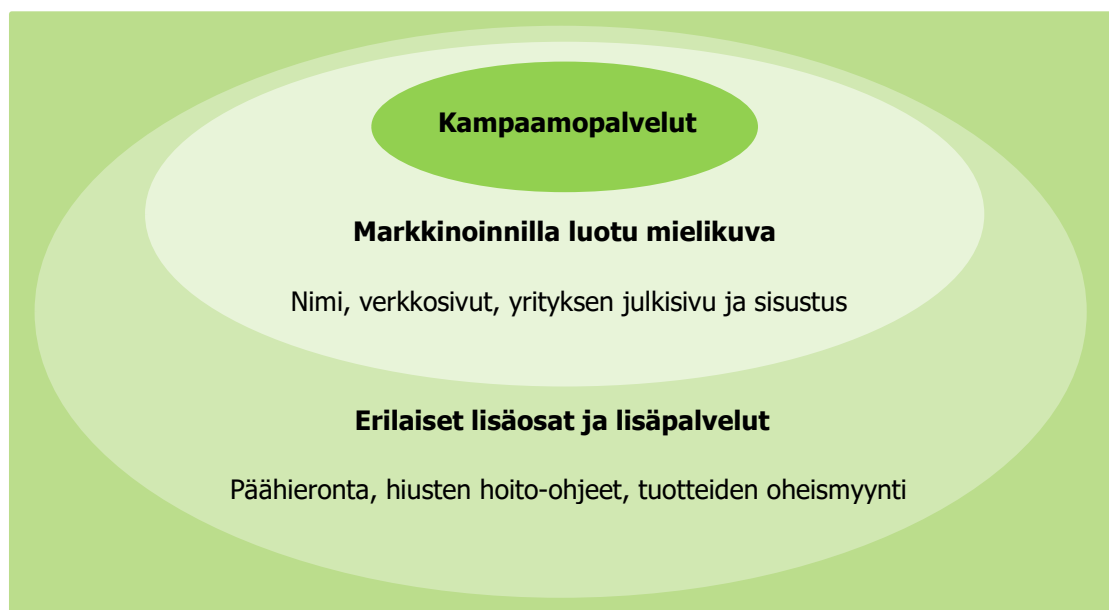 Kampaamopalvelut
Markkinoinnilla luotu mielikuva
Nimi, verkkosivut, yrityksen julkisivu ja sisustus
Erilaiset lisäosat ja lisäpalvelut
Päähieronta, hiusten hoito-ohjeet, tuotteiden oheismyynti